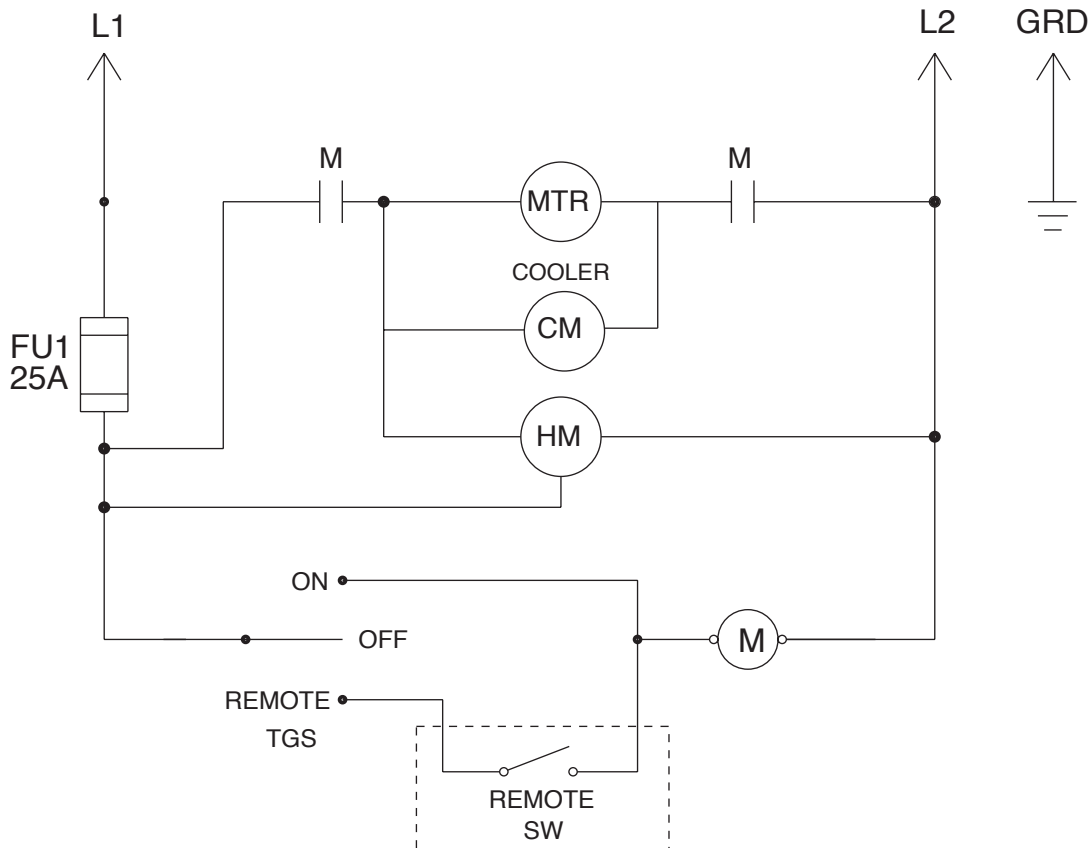 L1
L2
GRD
M
MTR
M
COOLER
CM
FU1
25A
HM
ON
OFF
M
REMOTE
TGS
REMOTE
SW